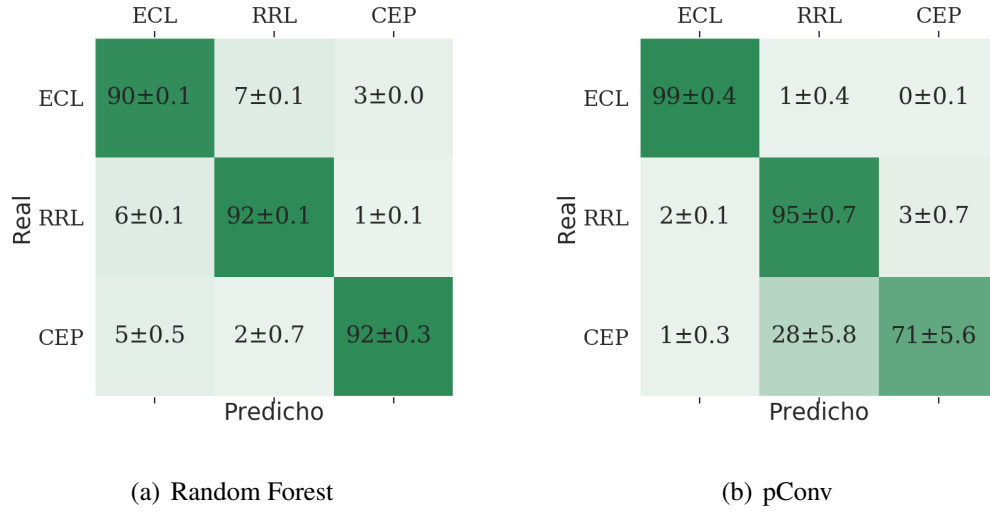 ECL RRL CEP
ECL 90±0.1 7±0.1 3±0.0
RRL 6±0.1 92±0.1 1±0.1
CEP 5±0.5 2±0.7 92±0.3
Real
Predicho
(a) Random Forest
ECL RRL CEP
ECL 99±0.4 1±0.4 0±0.1
RRL 2±0.1 95±0.7 3±0.7
CEP 1±0.3 28±5.8 71±5.6
Real
Predicho
(b) pConv